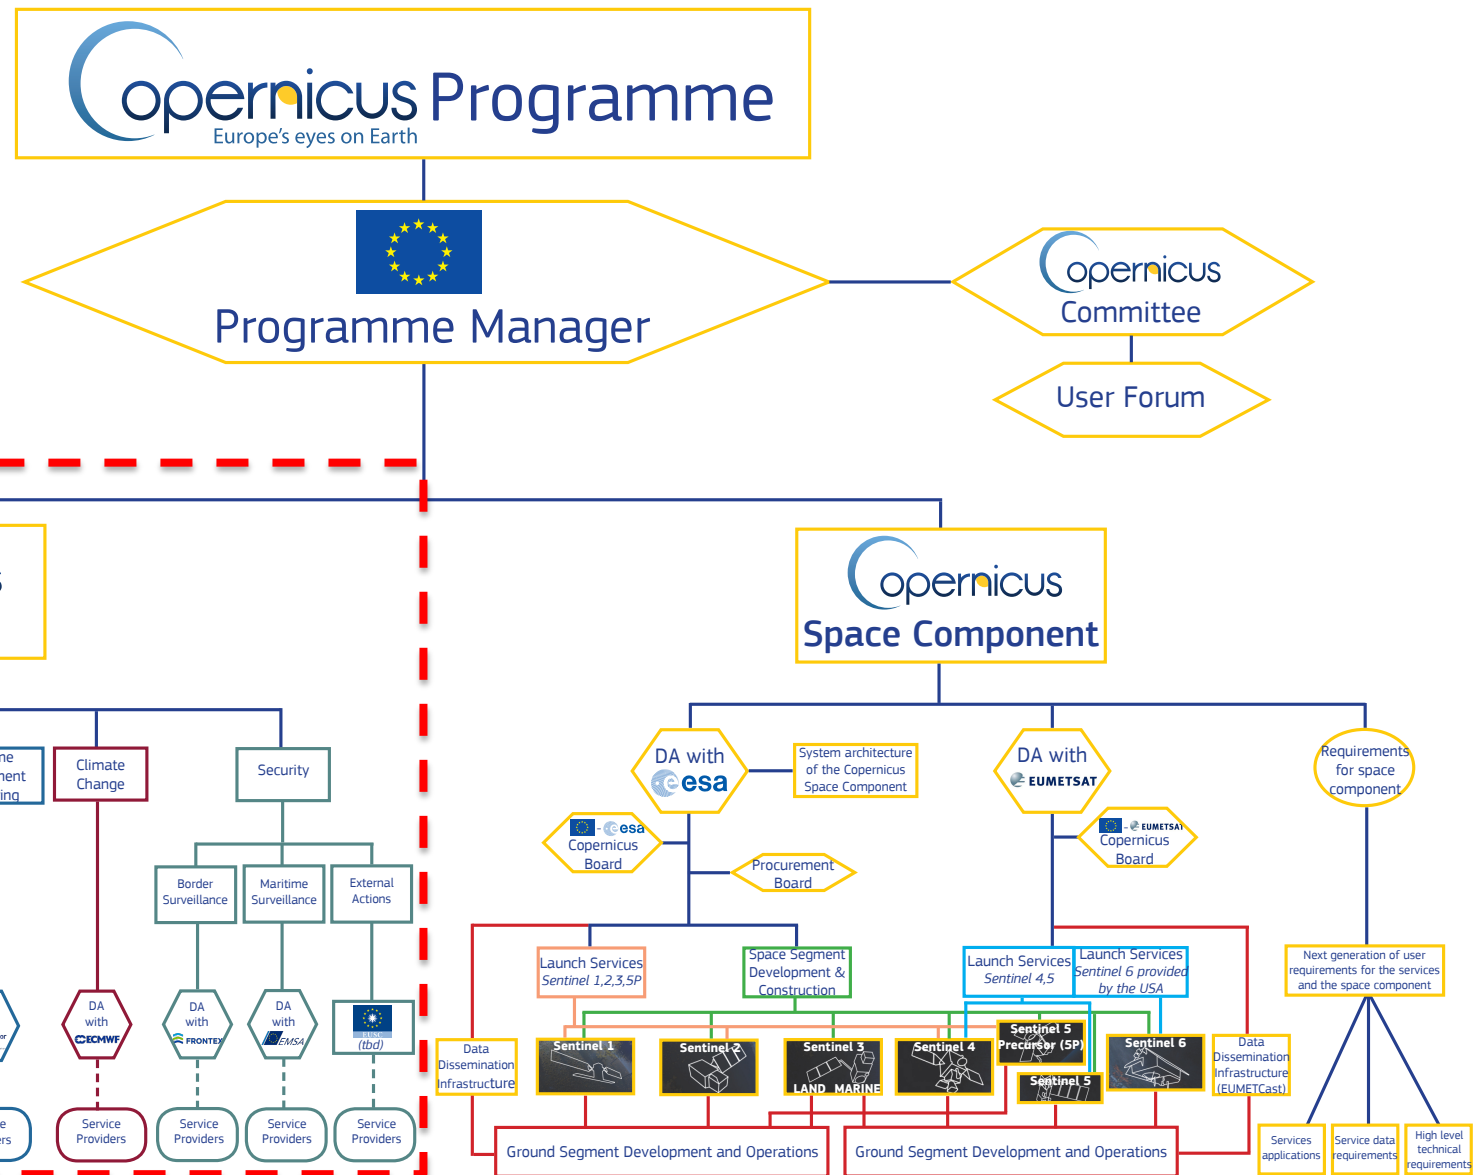 Copernicus Programme
Europe's eyes on Earth
Programme Manager
Copernicus
Committee
User Forum
Copernicus
Space Component
Climate
Change
Security
Border
Surveillance
Maritime
Surveillance
External
Actions
DA
with
ECMWF
DA
with
FRONTEX
DA
with
EMSA
EUSC
(tbd)
Service
Providers
Service
Providers
Service
Providers
Service
Providers
DA with
esa
System architecture
of the Copernicus
Space Component
DA with
EUMETSAT
Requirements
for space
component
- esa
Copernicus
Board
Procurement
Board
- EUMETSAT
Copernicus
Board
Launch Services
Sentinel 1,2,3,5P
Space Segment
Development &
Construction
Launch Services
Sentinel 4,5
Launch Services
Sentinel 6 provided
by the USA
Next generation of user
requirements for the services
and the space component
Data
Dissemination
Infrastructure
Sentinel 1
Sentinel 2
Sentinel 3
LAND MARINE
Sentinel 4
Sentinel 5
Precursor (5P)
Sentinel 5
Sentinel 6
Data
Dissemination
Infrastructure
(EUMETCast)
Ground Segment Development and Operations
Ground Segment Development and Operations
Services
applications
Service data
requirements
High level
technical
requirements